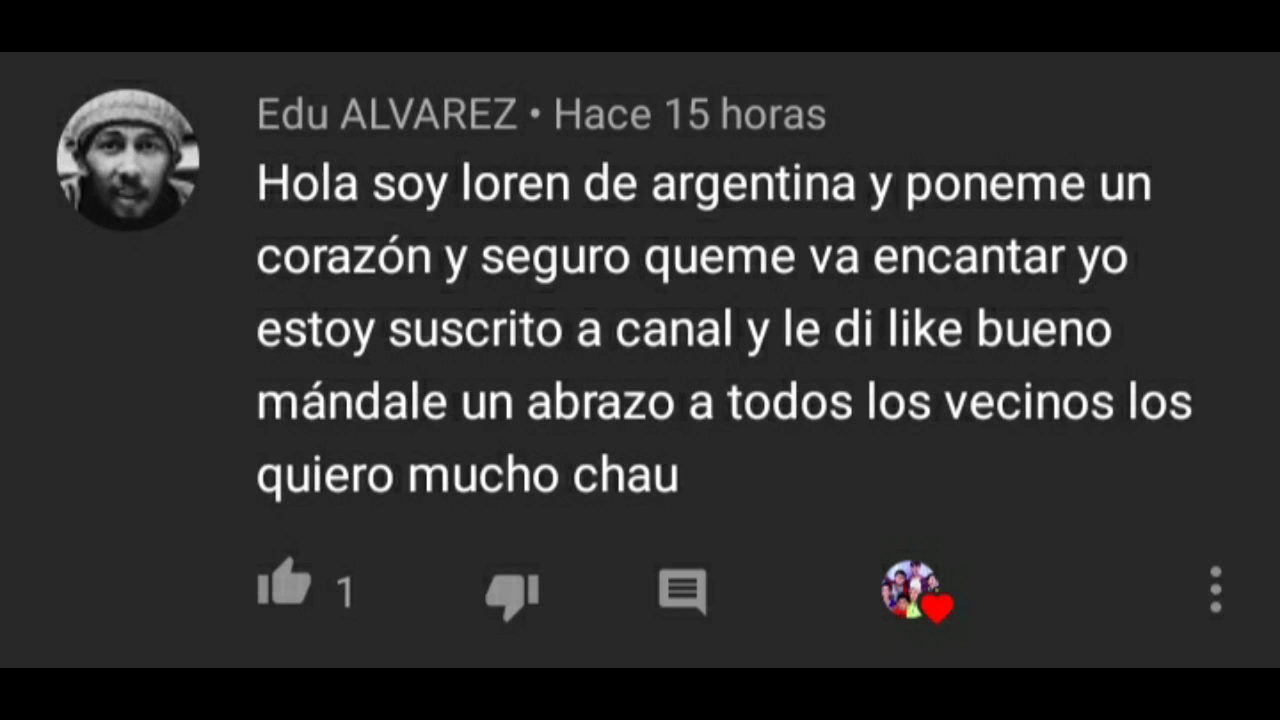 Edu ALVAREZ • Hace 15 horas
Hola soy loren de argentina y poneme un
corazón y seguro queme va encantar yo
estoy suscrito a canal y le di like bueno
mándale un abrazo a todos los vecinos los
quiero mucho chau
1